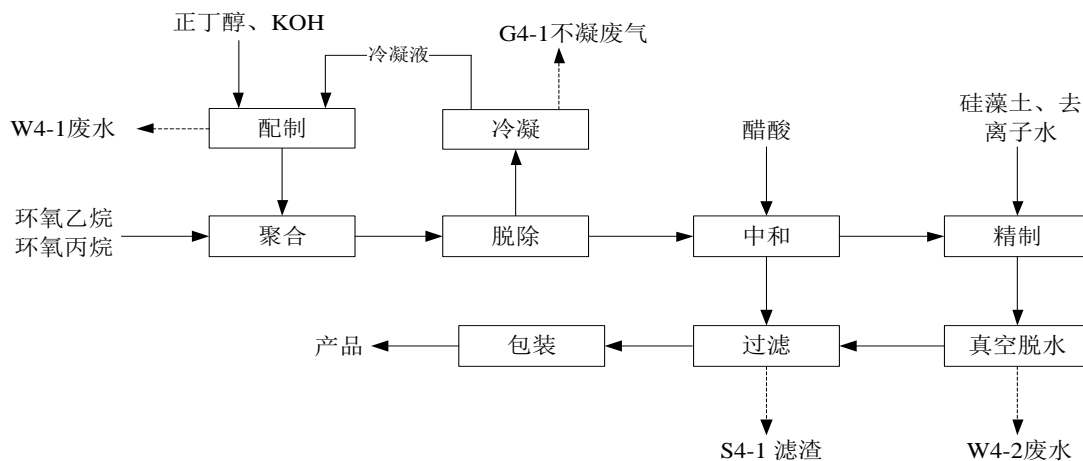 正丁醇、KOH
G4-1不凝废气
冷凝液
硅藻土、去
离子水
W4-1废水
配制
冷凝
醋酸
环氧乙烷
环氧丙烷
聚合
脱除
中和
精制
产品
包装
过滤
真空脱水
S4-1 滤渣
W4-2废水